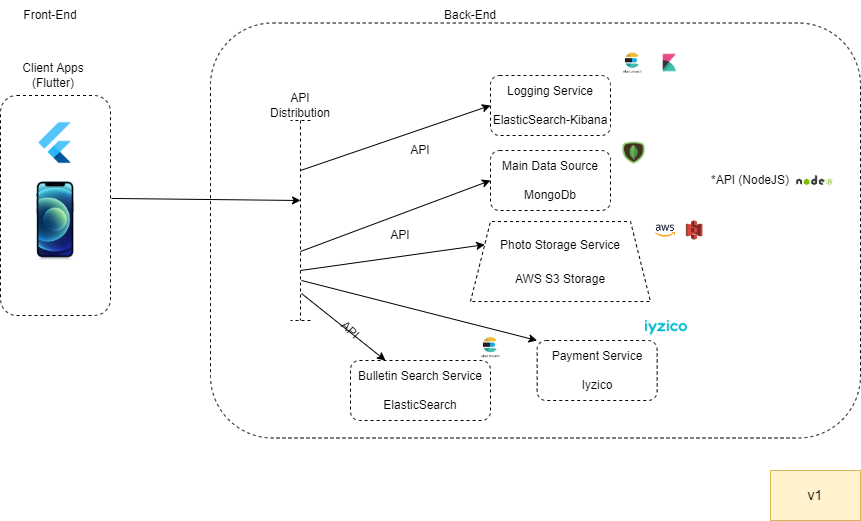 Front-End
Back-End
Client Apps
(Flutter)
API
Distribution
Logging Service
ElasticSearch-Kibana
API
Main Data Source
MongoDb
*API (NodeJS)
node
API
Photo Storage Service
AWS S3 Storage
aws
iyzico
API
Payment Service
Iyzico
Bulletin Search Service
ElasticSearch
v1